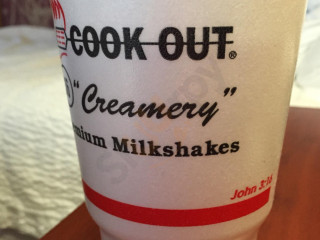 COOK OUT®
"Creamery"
mium Milkshakes
John 3:16